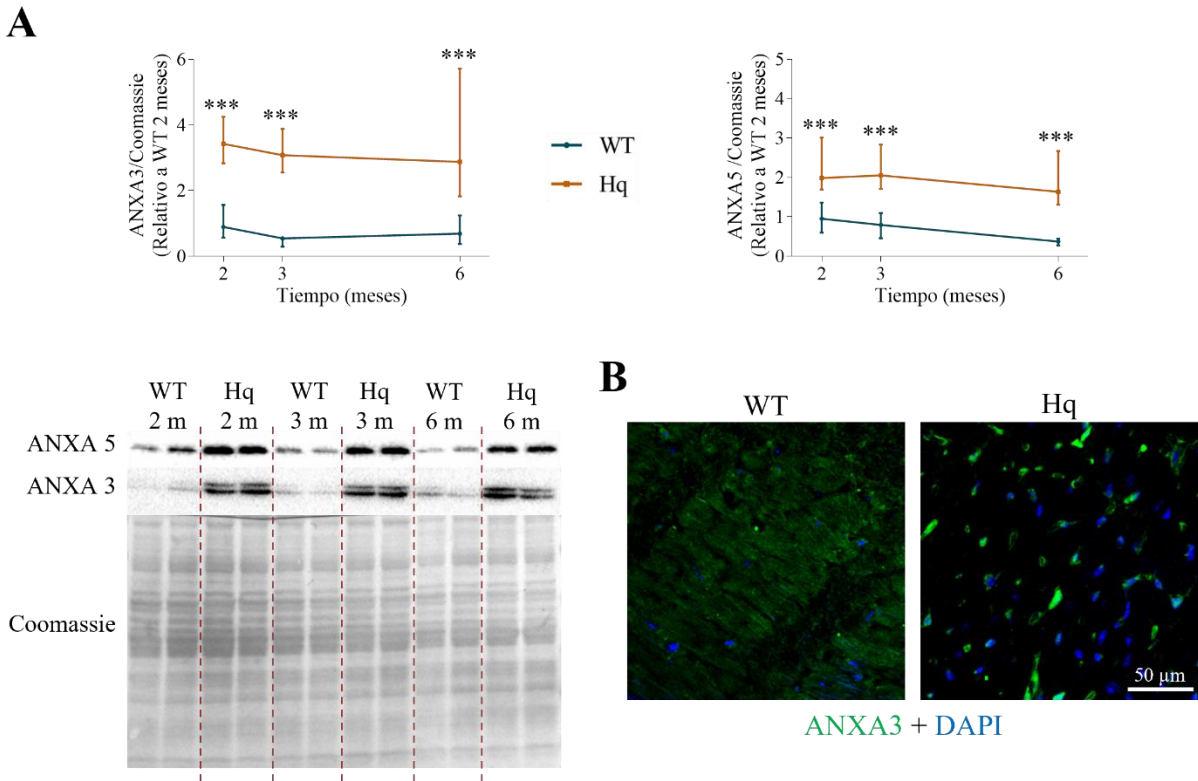 A
ANXA3/Coomassie
(Relativo a WT 2 meses)
6
4
2
0
***
***
***
2
3
6
Tiempo (meses)
WT
Hq
ANXA5 /Coomassie
(Relativo a WT 2 meses)
5
4
3
2
1
0
***
***
***
2
3
6
Tiempo (meses)
WT Hq WT Hq WT Hq
2 m 2 m 3 m 3 m 6 m 6 m
ANXA 5
ANXA 3
Coomassie
B
WT
Hq
50 µm
ANXA3 + DAPI